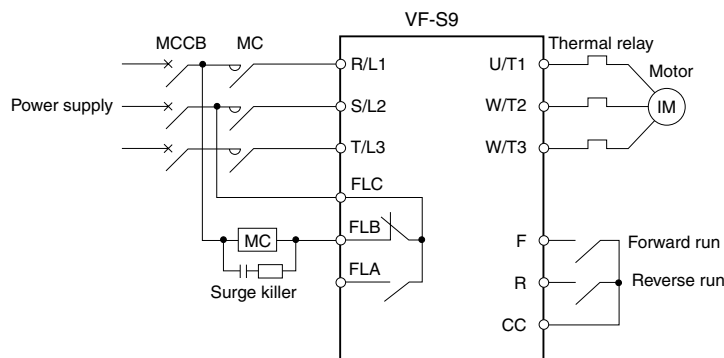 VF-S9
MCCB
MC
Thermal relay
R/L1
U/T1
Motor
Power supply
S/L2
W/T2
IM
T/L3
W/T3
FLC
FLB
MC
F
Forward run
FLA
R
Reverse run
Surge killer
CC